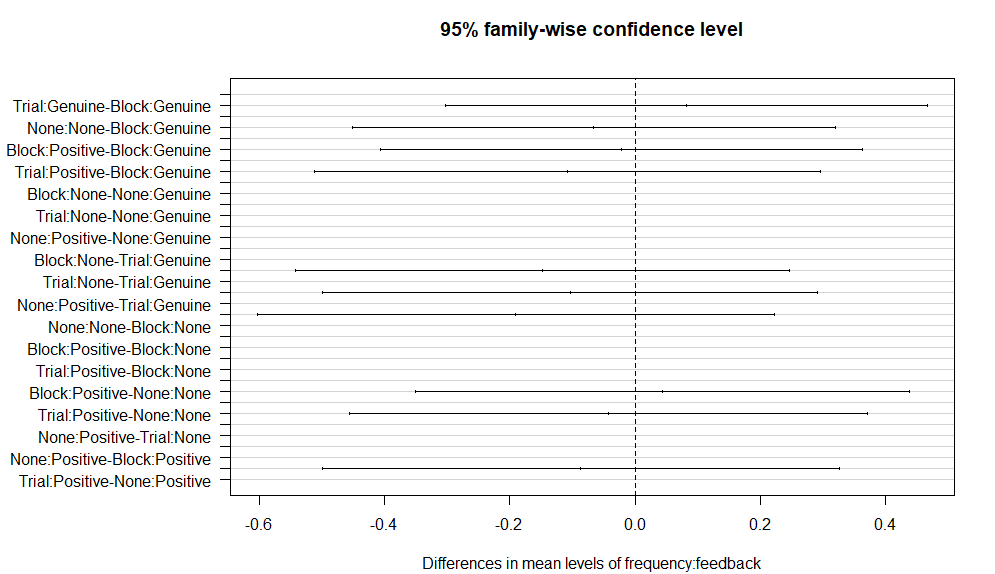 95% family-wise confidence level
Trial:Genuine-Block:Genuine
None:None-Block:Genuine
Block:Positive-Block:Genuine
Trial:Positive-Block:Genuine
Block:None-None:Genuine
Trial:None-None:Genuine
None:Positive-None:Genuine
Block:None-Trial:Genuine
Trial:None-Trial:Genuine
None:Positive-Trial:Genuine
None:None-Block:None
Block:Positive-Block:None
Trial:Positive-Block:None
Block:Positive-None:None
Trial:Positive-None:None
None:Positive-Trial:None
None:Positive-Block:Positive
Trial:Positive-None:Positive
-0.6 -0.4 -0.2 0.0 0.2 0.4
Differences in mean levels of frequency:feedback